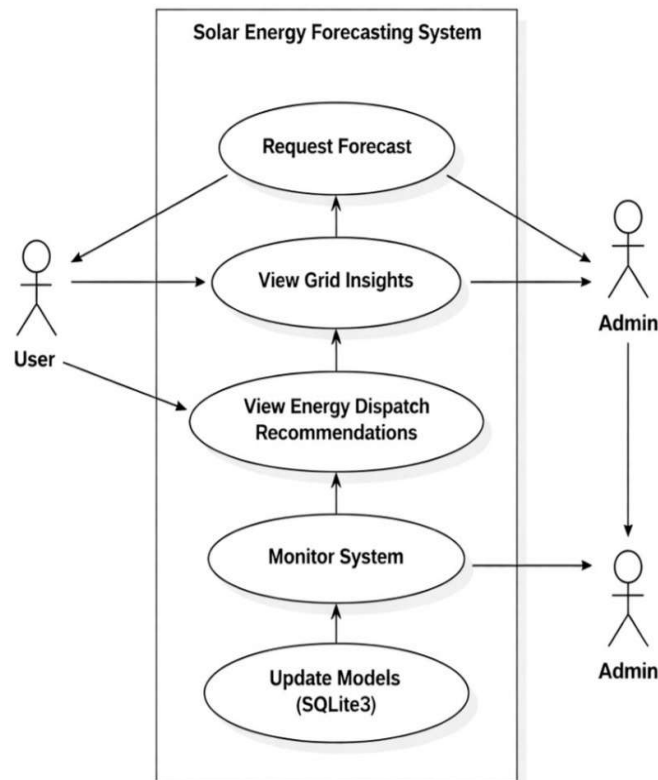 Solar Energy Forecasting System
Request Forecast
View Grid Insights
User
Admin
View Energy Dispatch
Recommendations
Monitor System
Admin
Update Models
(SQLite3)